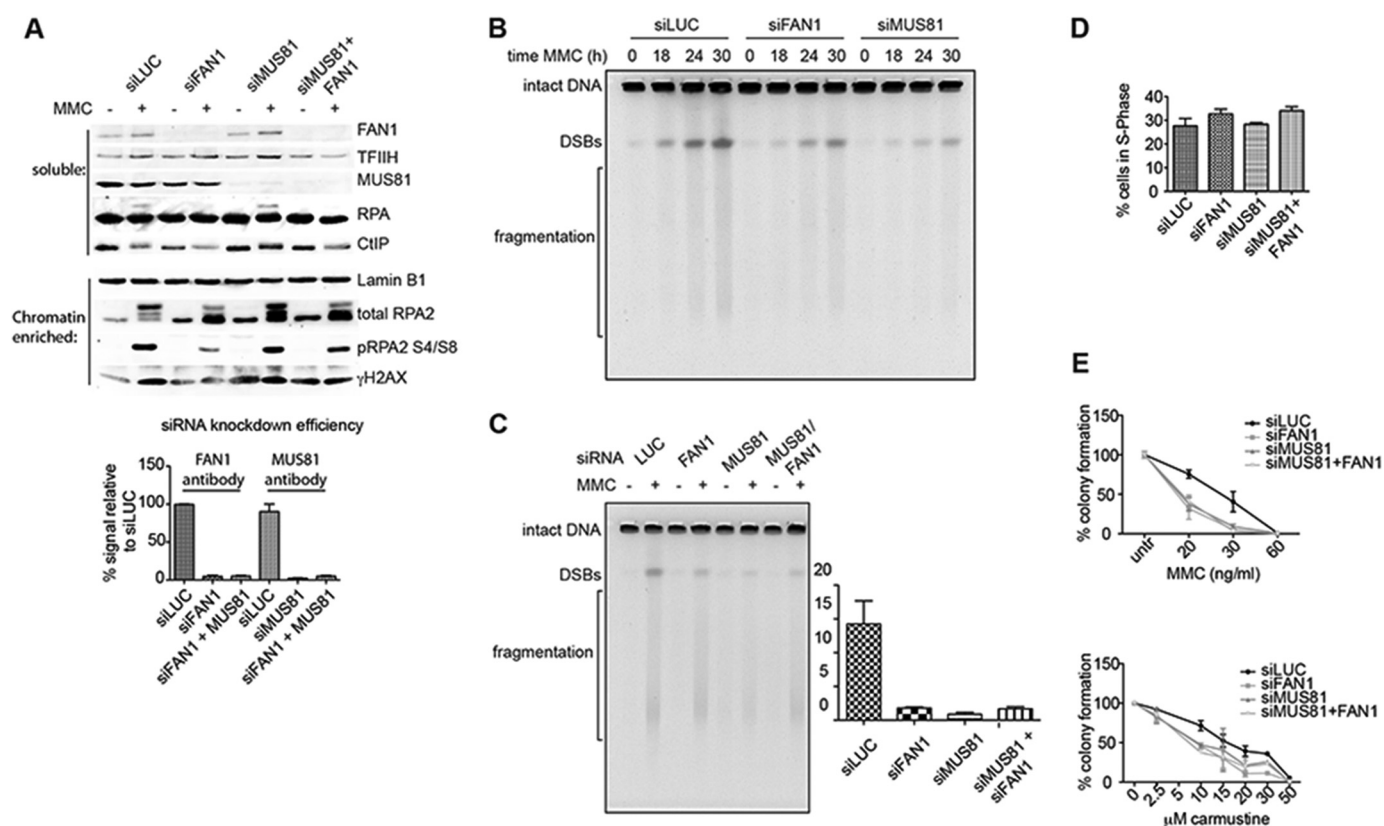 A
siLUC
siFAN1
siMUS81
siMUS81+
FAN1
MMC - + - + - + - +
soluble:
FAN1
TFIIH
MUS81
RPA
CtIP
Chromatin
enriched:
Lamin B1
total RPA2
pRPA2 S4/S8
γH2AX
siRNA knockdown efficiency
% signal relative
to siLUC
150
100
50
0
FAN1
antibody
MUS81
antibody
siLUC
siFAN1
siFAN1 + MUS81
siLUC
siMUS81
siFAN1 + MUS81
B
siLUC siFAN1 siMUS81
time MMC (h) 0 18 24 30 0 18 24 30 0 18 24 30
intact DNA
DSBs
fragmentation
C
siRNA LUC FAN1 MUS81 MUS81/
FAN1
MMC - + - + - + - +
intact DNA
DSBs
fragmentation
20
15
10
5
0
siLUC
siFAN1
siMUS81
siMUS81 +
siFAN1
D
% cells in S-Phase
40
30
20
10
0
siLUC
siFAN1
siMUS81
siMUS81+
FAN1
E
% colony formation
150
100
50
0
siLUC
siFAN1
siMUS81
siMUS81+FAN1
untr 20 30 60
MMC (ng/ml)
% colony formation
150
100
50
0
siLUC
siFAN1
siMUS81
siMUS81+FAN1
0 2.5 5 10 15 20 30 50
μM carmustine